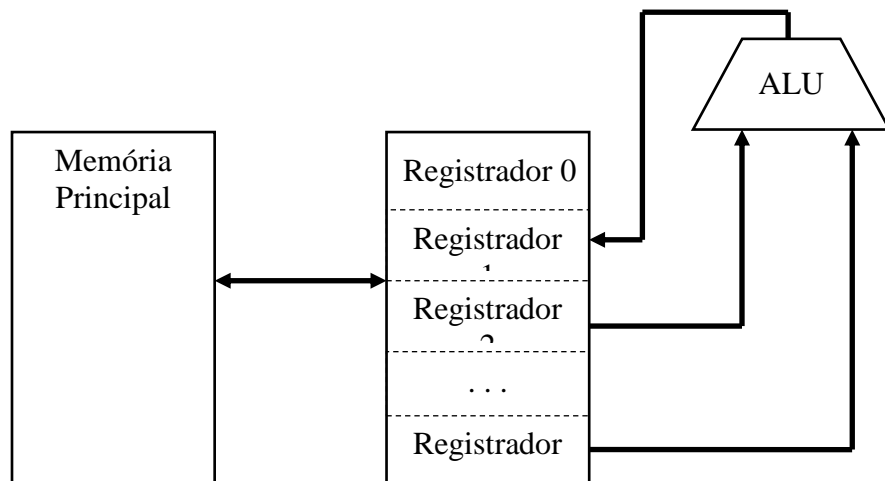 ALU
Memória
Principal
Registrador 0
Registrador
Registrador
. . .
Registrador